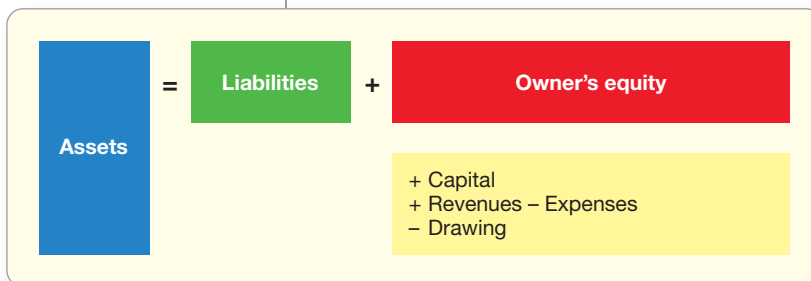 Assets = Liabilities + Owner's equity
+ Capital
+ Revenues – Expenses
– Drawing